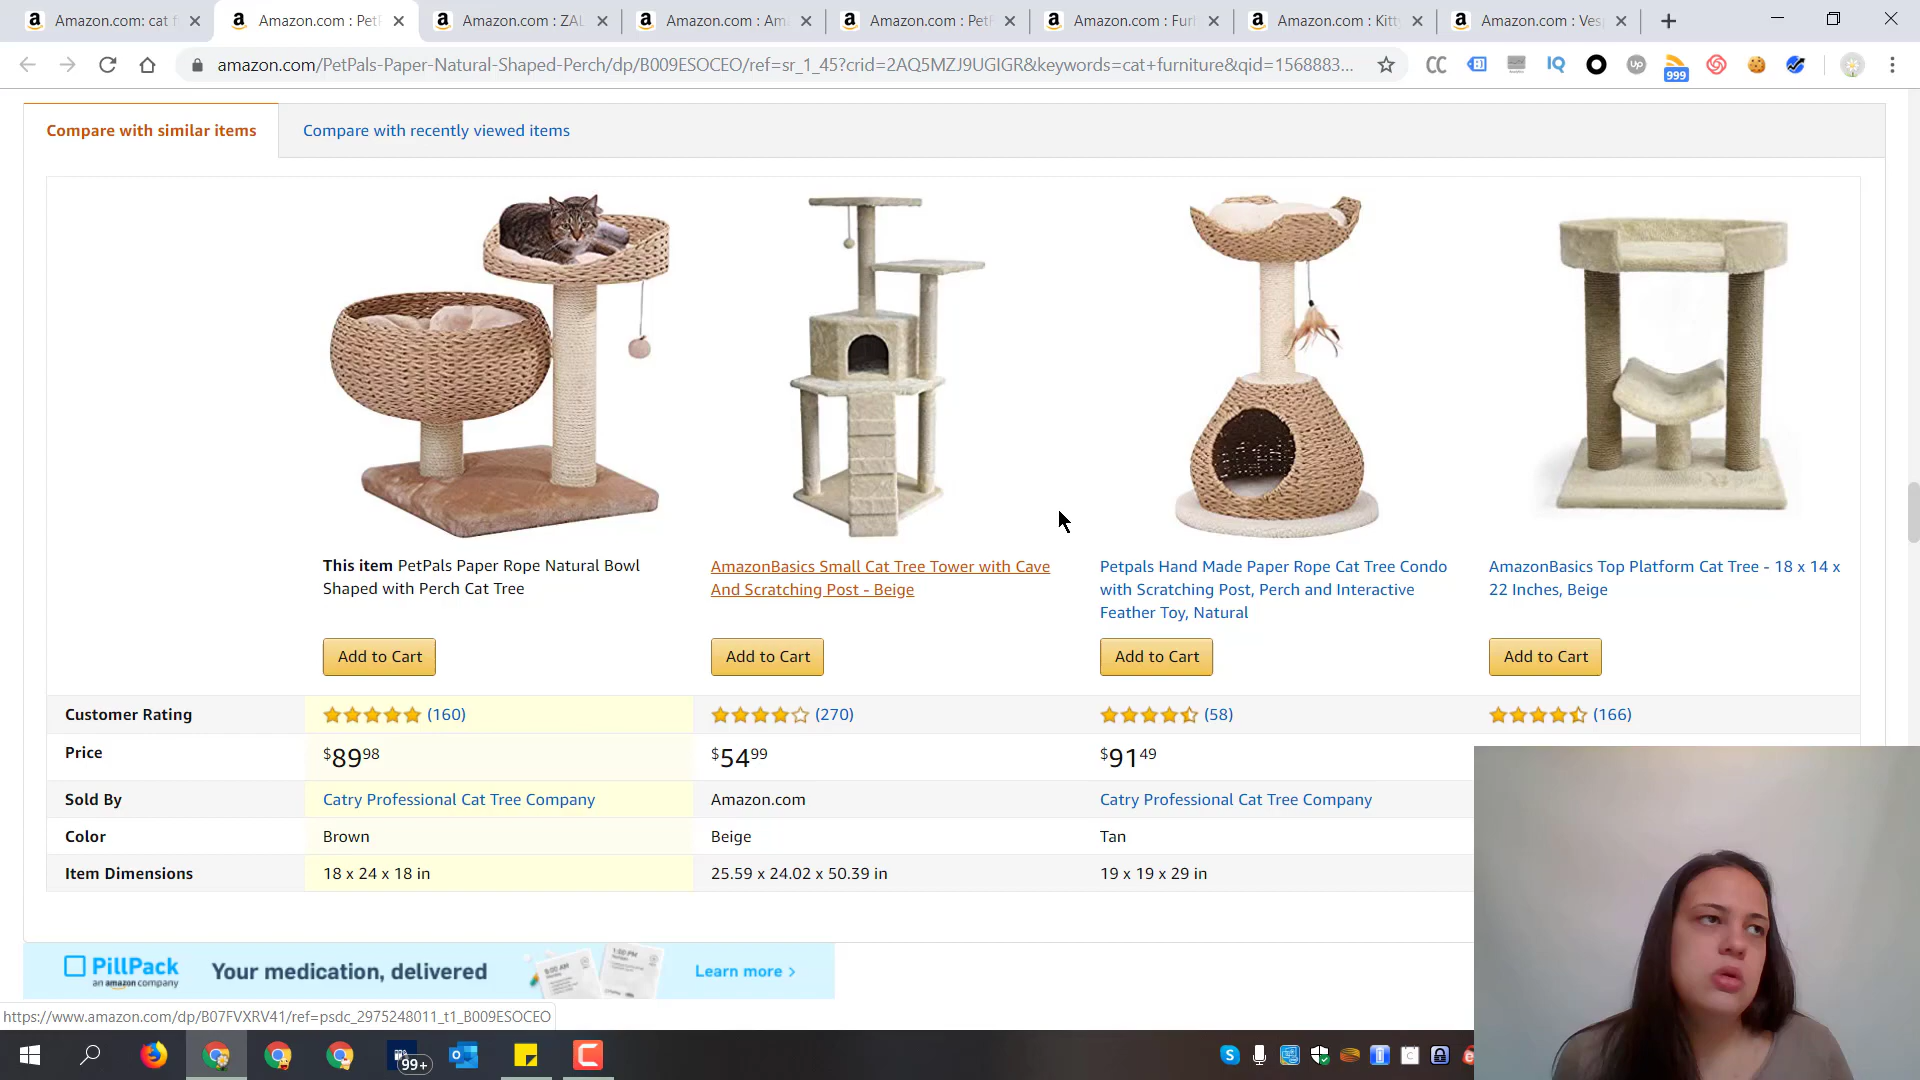 Amazon.com: cat f
Amazon.com : PetP
Amazon.com : ZAL
Amazon.com : Am
Amazon.com : PetP
Amazon.com : Furl
Amazon.com : Kitty
Amazon.com : Ves
amazon.com/PetPals-Paper-Natural-Shaped-Perch/dp/B009ESOCEO/ref=sr_1_45?crid=2AQ5MZJ9UGIGR&keywords=cat+furniture&qid=1568883...
CC
IQ
Up
999
Compare with similar items
Compare with recently viewed items
This item PetPals Paper Rope Natural Bowl
Shaped with Perch Cat Tree
AmazonBasics Small Cat Tree Tower with Cave
And Scratching Post - Beige
Petpals Hand Made Paper Rope Cat Tree Condo
with Scratching Post, Perch and Interactive
Feather Toy, Natural
AmazonBasics Top Platform Cat Tree - 18 x 14 x
22 Inches, Beige
Add to Cart
Add to Cart
Add to Cart
Add to Cart
Customer Rating (160) (270) (58) (166)
Price $89.98 $54.99 $91.49
Sold By Catry Professional Cat Tree Company Amazon.com Catry Professional Cat Tree Company
Color Brown Beige Tan
Item Dimensions 18 x 24 x 18 in 25.59 x 24.02 x 50.39 in 19 x 19 x 29 in
PillPack
an amazon company
Your medication, delivered
Learn more >
https://www.amazon.com/dp/B07FVXRV41/ref=psdc_2975248011_t1_B009ESOCEO
99+